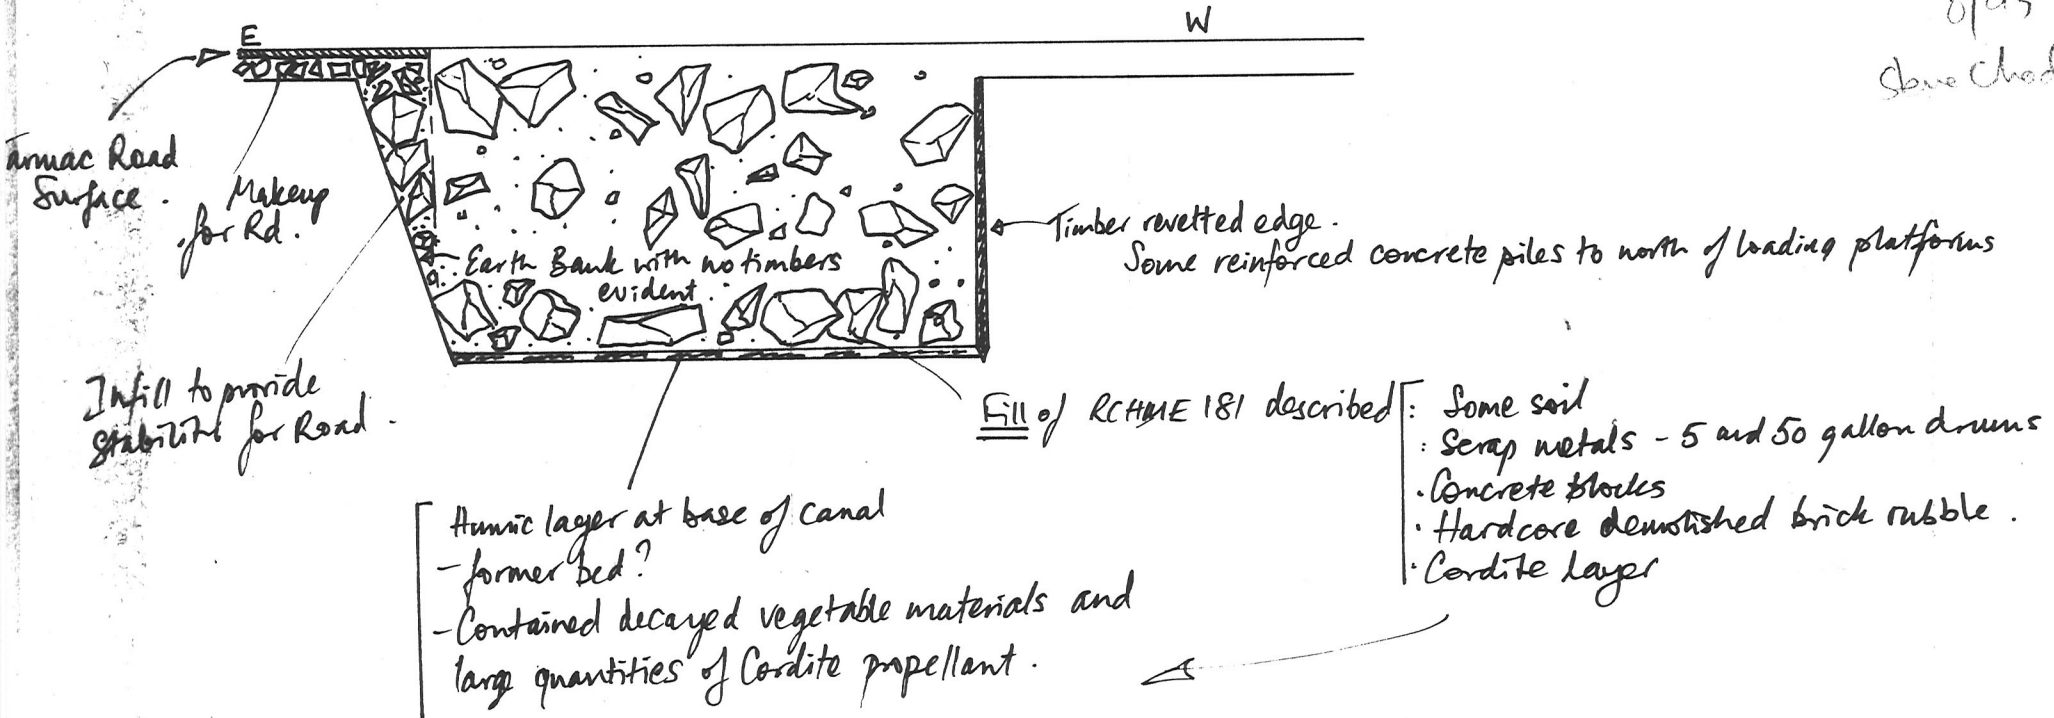 E
W
Steve
Tarmac Road
Surface.
Makeup
for Rd.
Earth Bank with no timbers
evident.
Timber revetted edge.
Some reinforced concrete piles to north of loading platforms
Infill to provide
stability for Road.
Fill of RCHME 181 described : Some soil
: Scrap metals - 5 and 50 gallon drums
· Concrete blocks
· Hardcore demolished brick rubble.
· Cordite layer
Humic layer at base of canal
- former bed?
- Contained decayed vegetable materials and
large quantities of Cordite propellant.